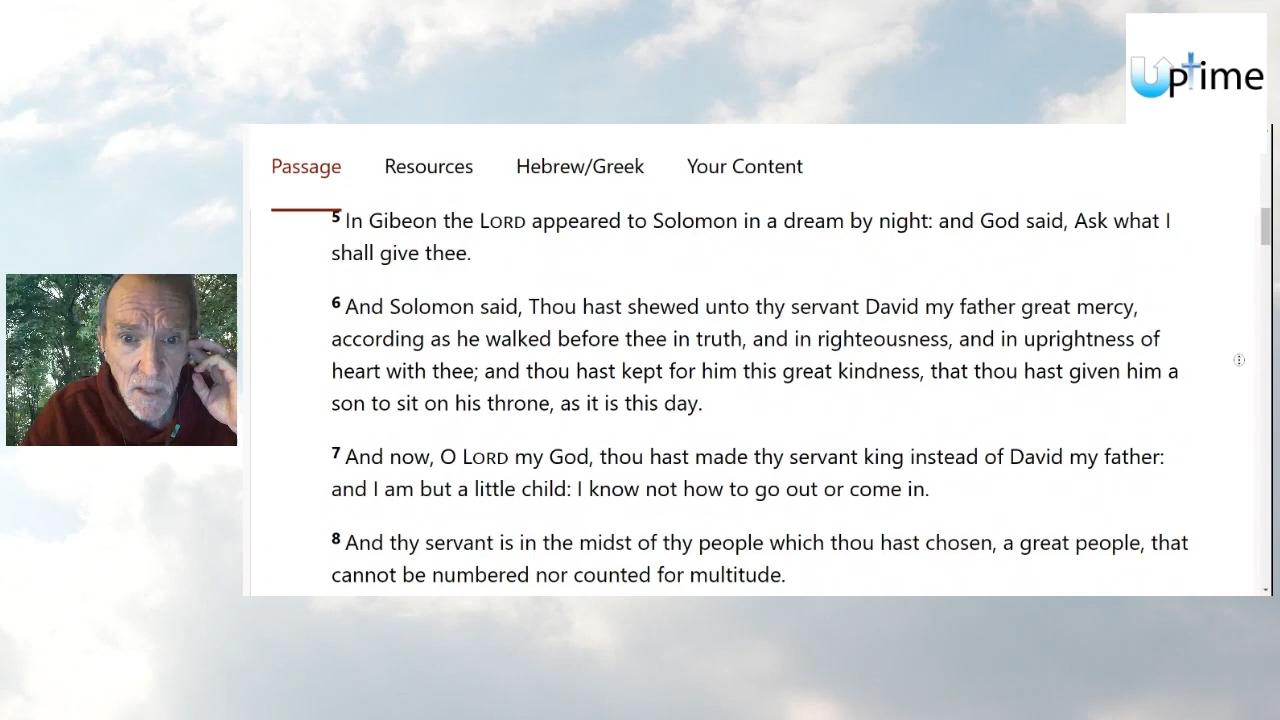 Uptime
Passage Resources Hebrew/Greek Your Content
5 In Gibeon the LORD appeared to Solomon in a dream by night: and God said, Ask what I
shall give thee.
6 And Solomon said, Thou hast shewed unto thy servant David my father great mercy,
according as he walked before thee in truth, and in righteousness, and in uprightness of
heart with thee; and thou hast kept for him this great kindness, that thou hast given him a
son to sit on his throne, as it is this day.
7 And now, O LORD my God, thou hast made thy servant king instead of David my father:
and I am but a little child: I know not how to go out or come in.
8 And thy servant is in the midst of thy people which thou hast chosen, a great people, that
cannot be numbered nor counted for multitude.